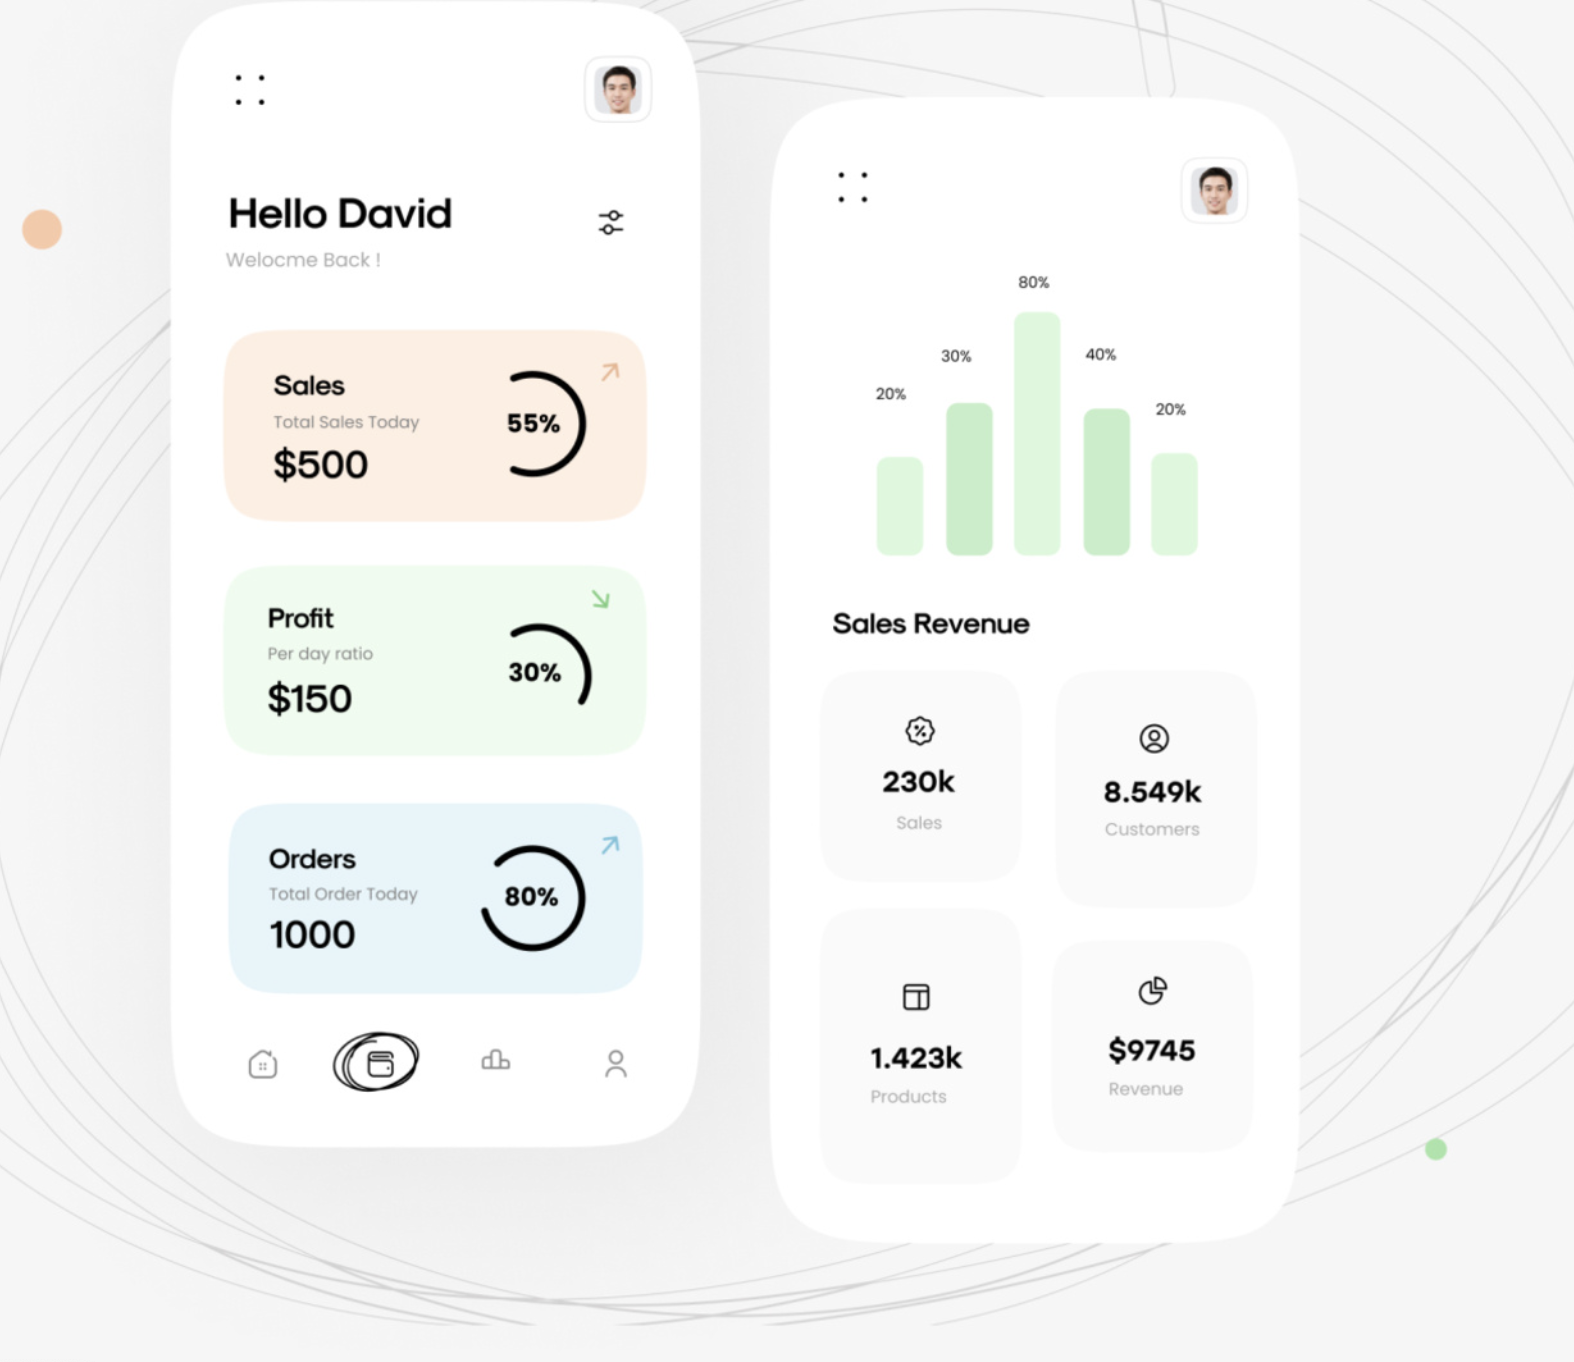 Hello David
Welocme Back !
Sales
Total Sales Today
$500
55%
Profit
Per day ratio
$150
30%
Orders
Total Order Today
1000
80%
20%
30%
80%
40%
20%
Sales Revenue
230k
Sales
8.549k
Customers
1.423k
Products
$9745
Revenue